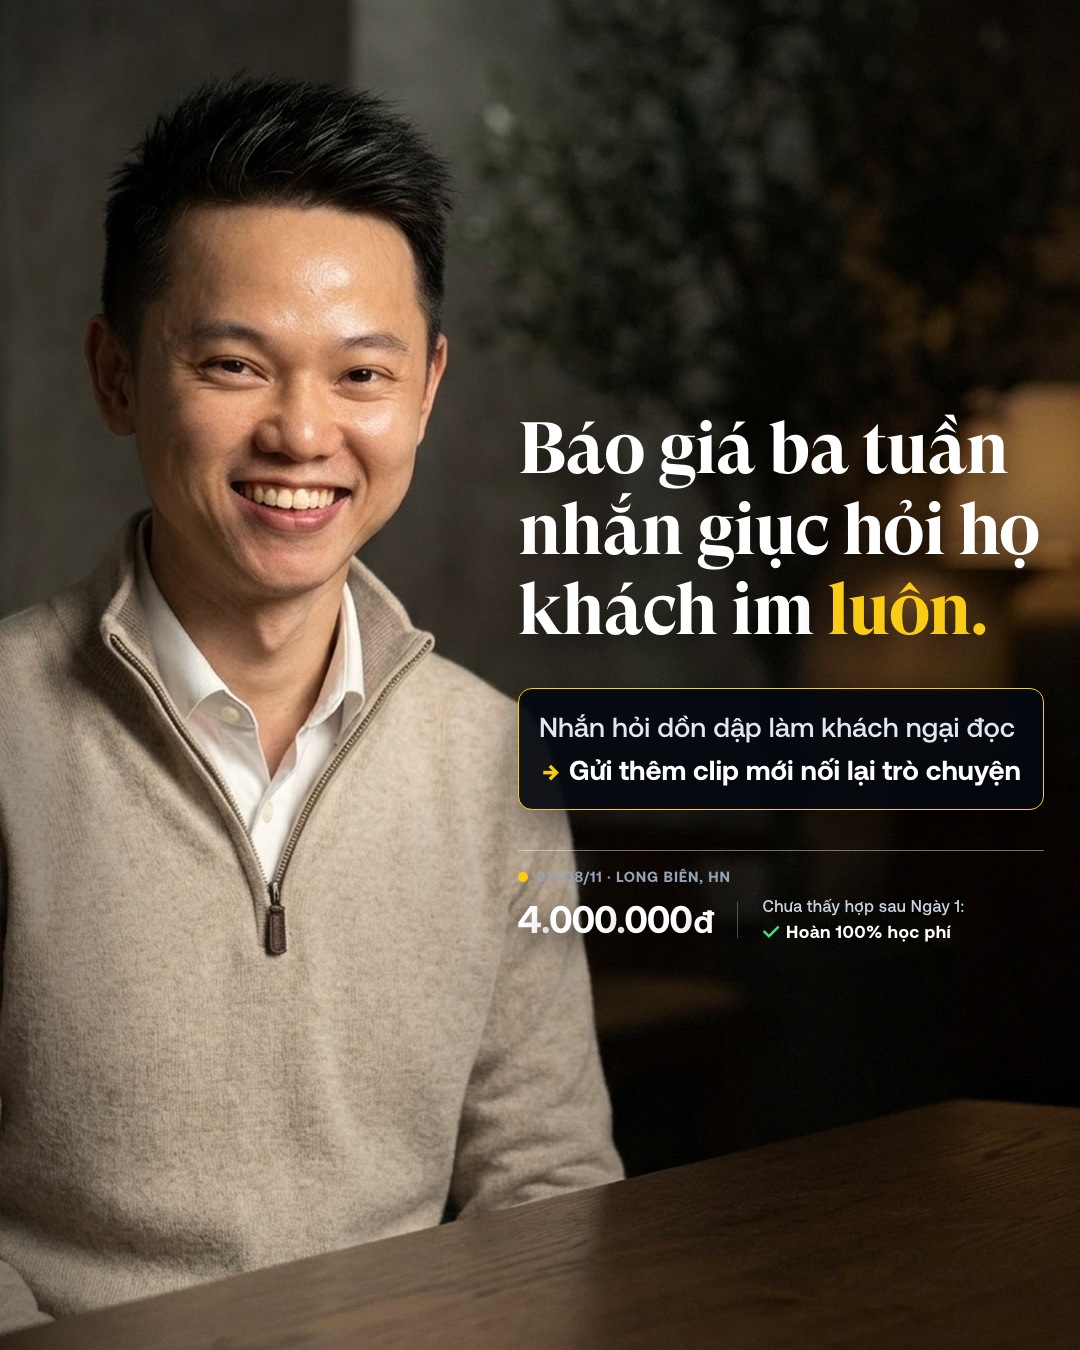 Báo giá ba tuần
nhắn giục hỏi họ
khách im luôn.
Nhắn hỏi dồn dập làm khách ngại đọc
→ Gửi thêm clip mới nối lại trò chuyện
8/11 · LONG BIÊN, HN
4.000.000đ
Chưa thấy hợp sau Ngày 1:
✓ Hoàn 100% học phí